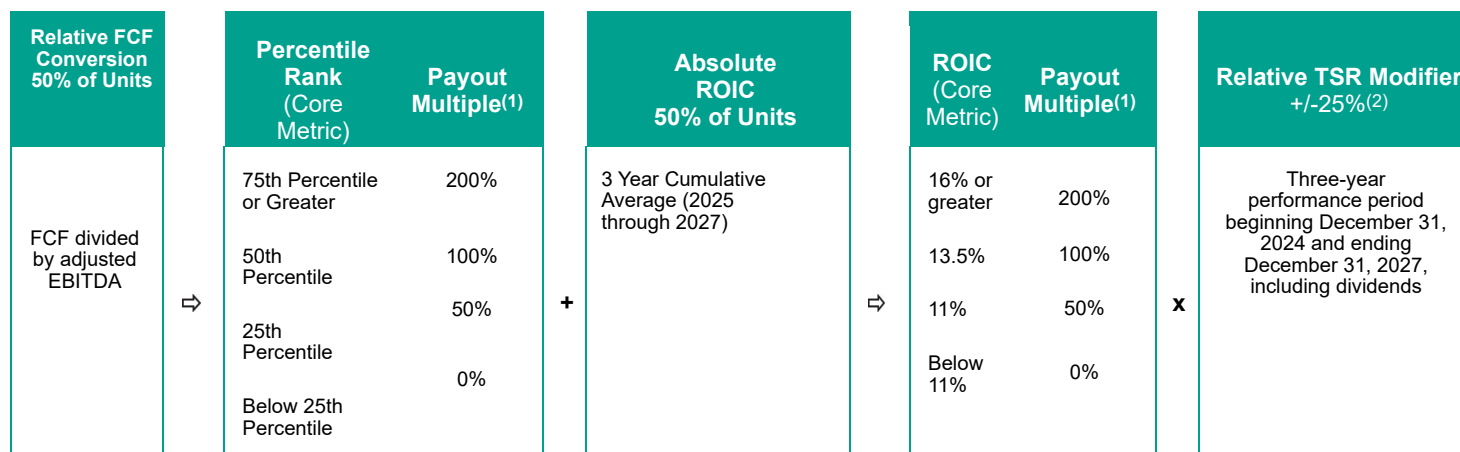 Relative FCF
Conversion
50% of Units
FCF divided
by adjusted
EBITDA
⇨
Percentile
Rank
(Core
Metric)
Payout
Multiple(1)
75th Percentile
or Greater
200%
50th
Percentile
100%
25th
Percentile
50%
Below 25th
Percentile
0%
+
Absolute
ROIC
50% of Units
3 Year Cumulative
Average (2025
through 2027)
⇨
ROIC
(Core
Metric)
Payout
Multiple(1)
16% or
greater
200%
13.5%
100%
11%
50%
Below
11%
0%
x
Relative TSR Modifier
+/-25%(2)
Three-year
performance period
beginning December 31,
2024 and ending
December 31, 2027,
including dividends